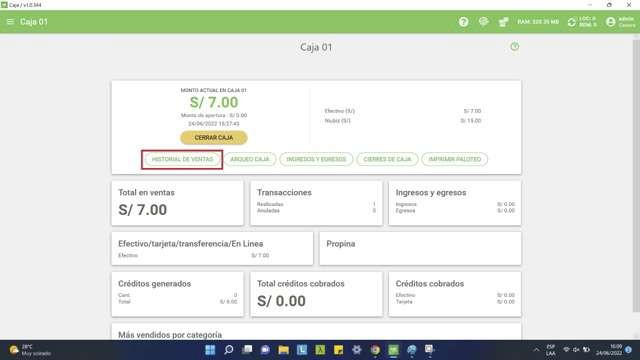 Caja / v1.0.344
Caja 01
RAM: 320.35 MB
LOC: 0
REM: 0
admin
Cajera
Caja 01
MONTO ACTUAL EN CAJA 01
S/ 7.00
Monto de apertura : S/ 0.00
24/06/2022 15:27:43
CERRAR CAJA
Efectivo (S/) S/ 7.00
Niubiz (S/) S/ 15.00
HISTORIAL DE VENTAS
ARQUEO CAJA
INGRESOS Y EGRESOS
CIERRES DE CAJA
IMPRIMIR PALOTEO
Total en ventas
S/ 7.00
Transacciones
Realizadas 1
Anuladas 0
Ingresos y egresos
Ingresos S/ 0.00
Egresos S/ 0.00
Efectivo/tarjeta/transferencia/En Linea
Efectivo S/ 7.00
Propina
Créditos generados
Cant. 0
Total S/ 0.00
Total créditos cobrados
S/ 0.00
Créditos cobrados
Efectivo S/ 0.00
Tarjeta S/ 0.00
Más vendidos por categoría
28°C
Muy soleado
ESP
LAA
16:00
24/06/2022